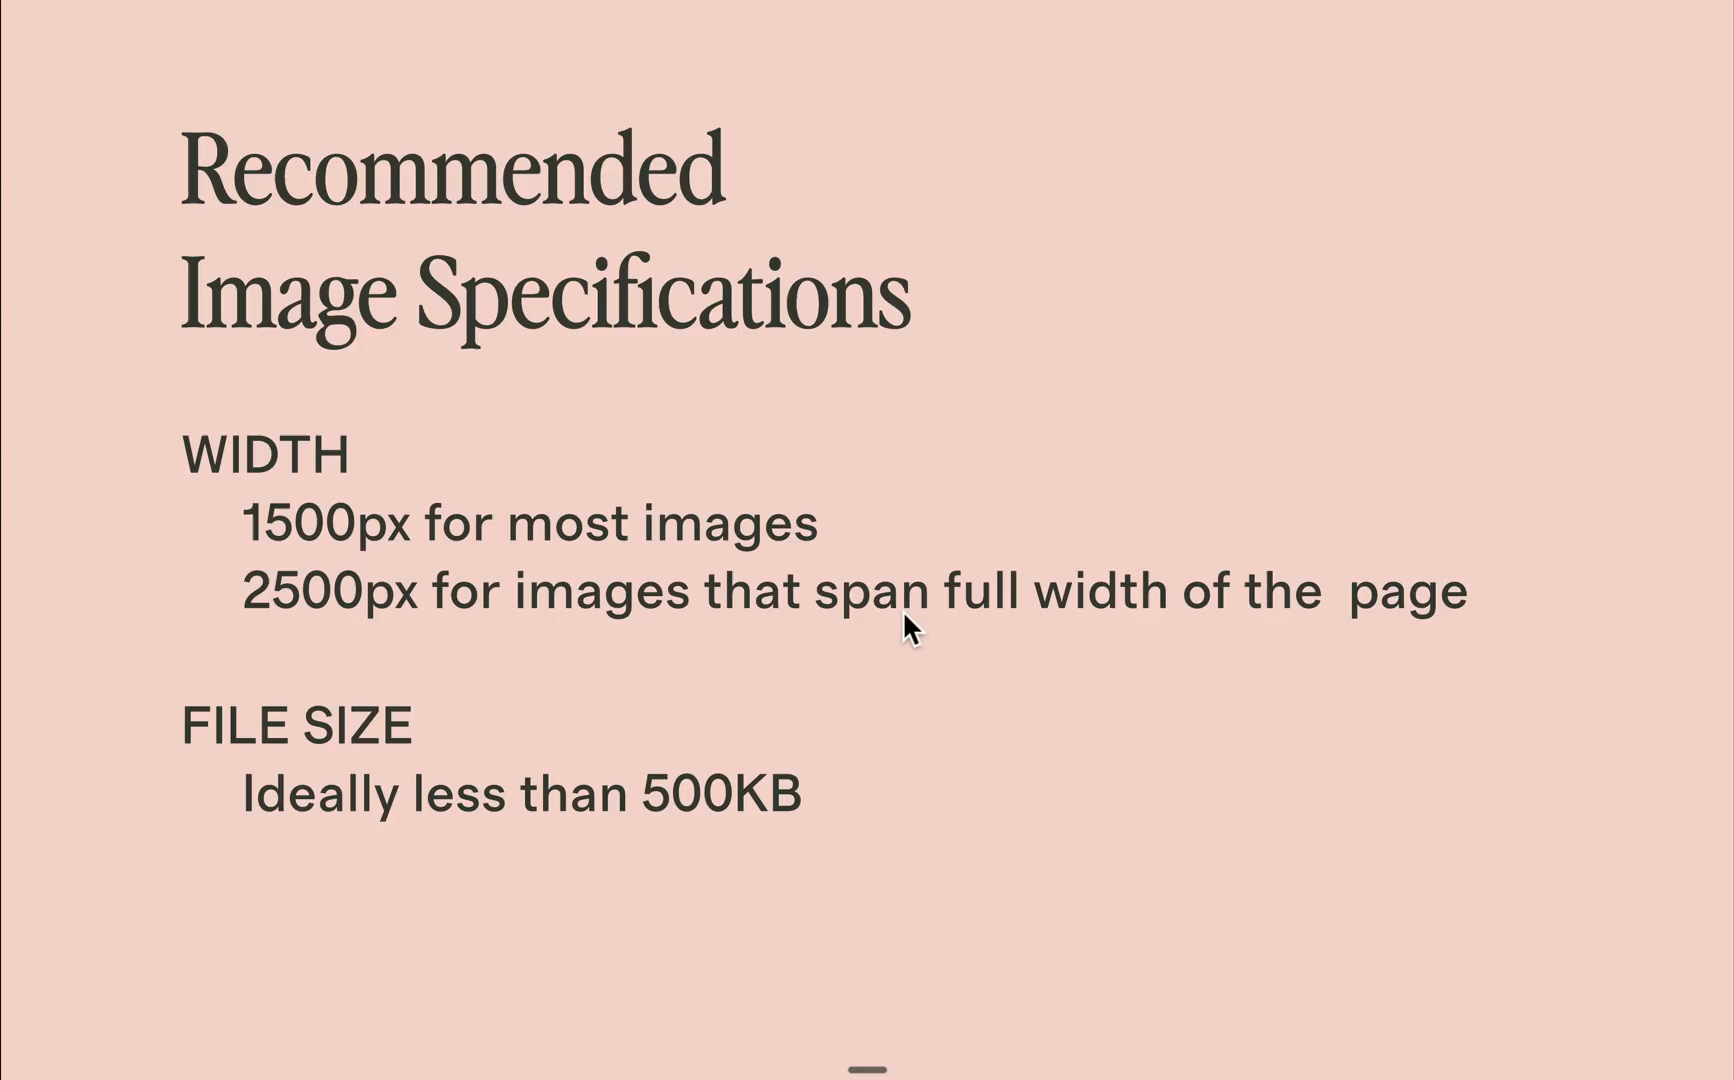 Recommended
Image Specifications
WIDTH
1500px for most images
2500px for images that span full width of the  page
FILE SIZE
Ideally less than 500KB